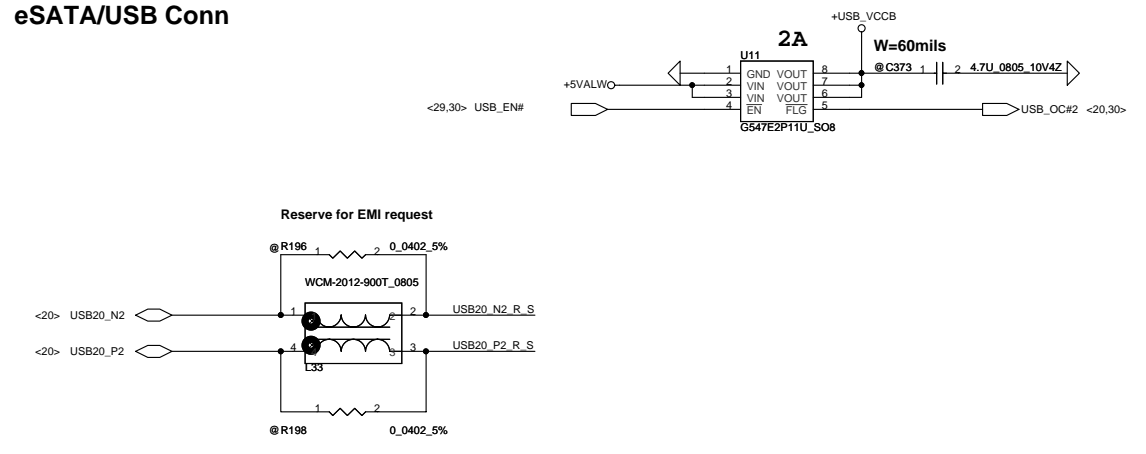 eSATA/USB Conn
+USB_VCCB
2A
W=60mils
U11
@ C373 1 2 4.7U_0805_10V4Z
+5VALW
1 GND VOUT 8
2 VIN VOUT 7
3 VIN VOUT 6
4 EN FLG 5
<29,30> USB_EN#
USB_OC#2 <20,30>
G547E2P11U_SO8
Reserve for EMI request
@ R196 1 2 0_0402_5%
WCM-2012-900T_0805
<20> USB20_N2 1 2 2 USB20_N2_R_S
<20> USB20_P2 4 3 3 USB20_P2_R_S
L33
1 2
@ R198 0_0402_5%